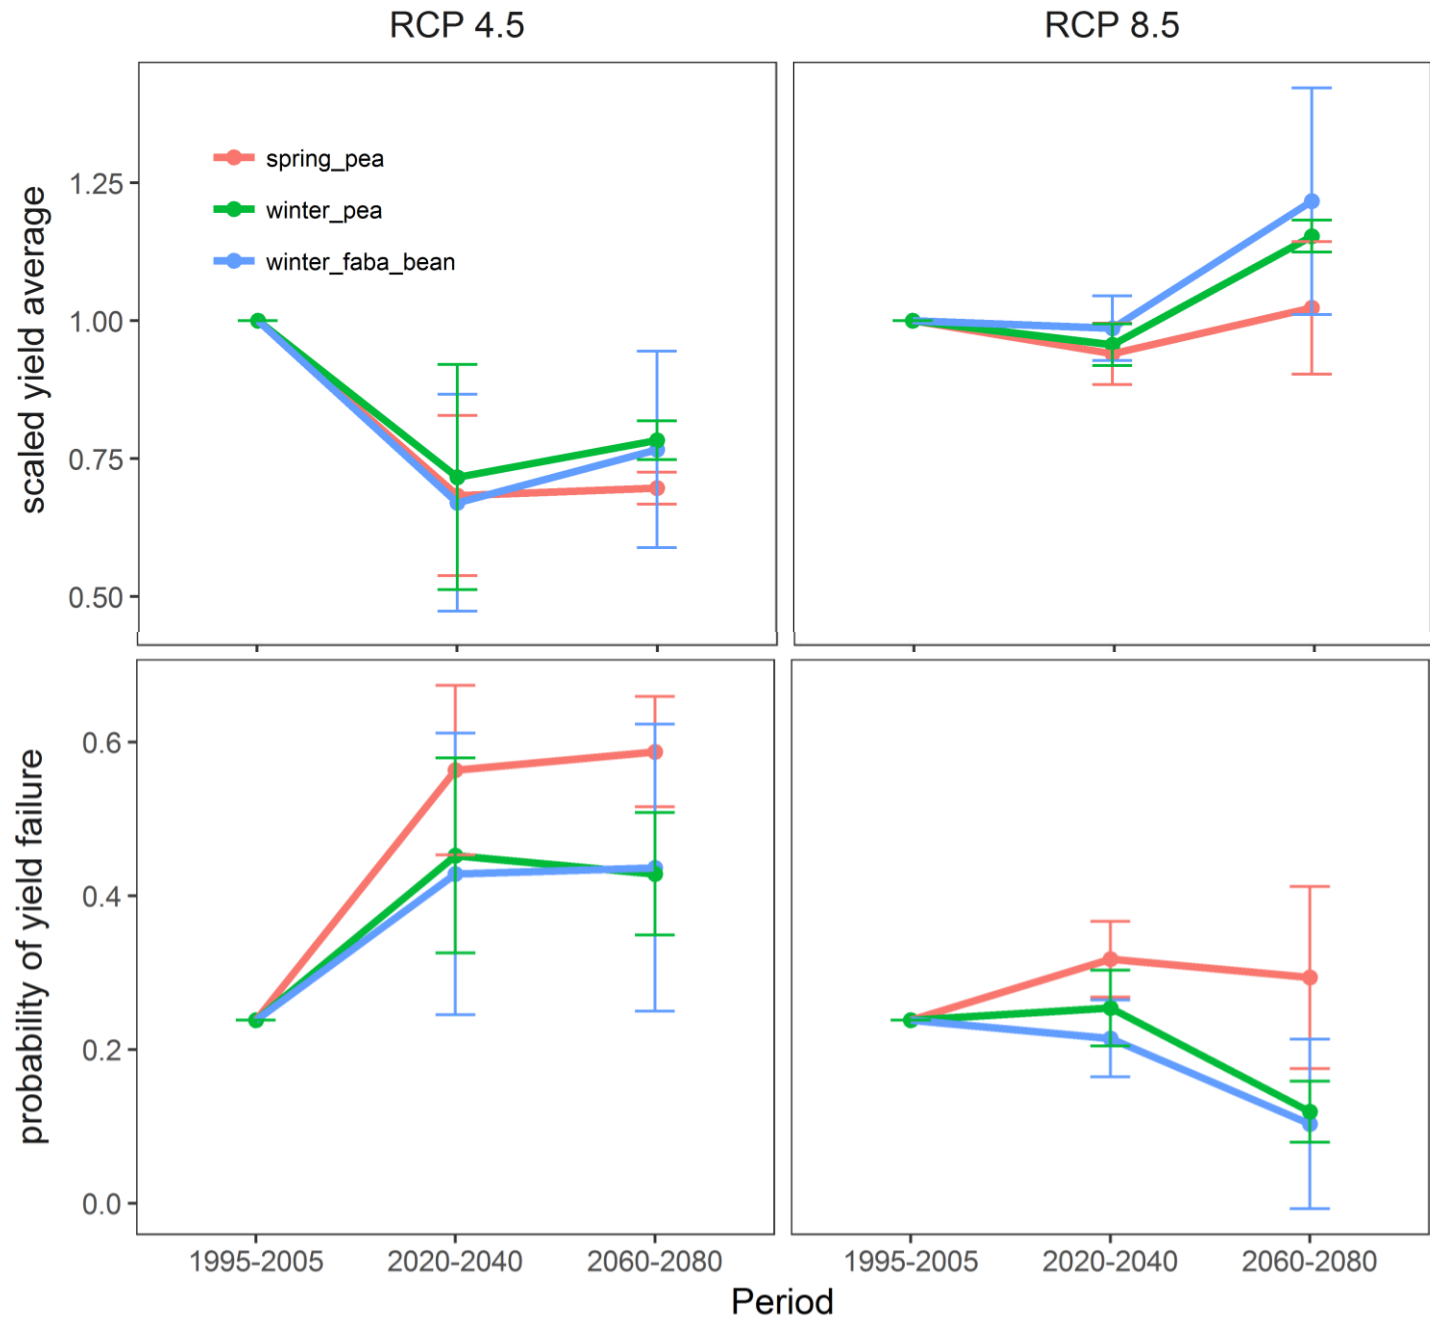 RCP 4.5
RCP 8.5
scaled yield average
1.25
1.00
0.75
0.50
spring_pea
winter_pea
winter_faba_bean
probability of yield failure
0.6
0.4
0.2
0.0
1995-2005
2020-2040
2060-2080
1995-2005
2020-2040
2060-2080
Period